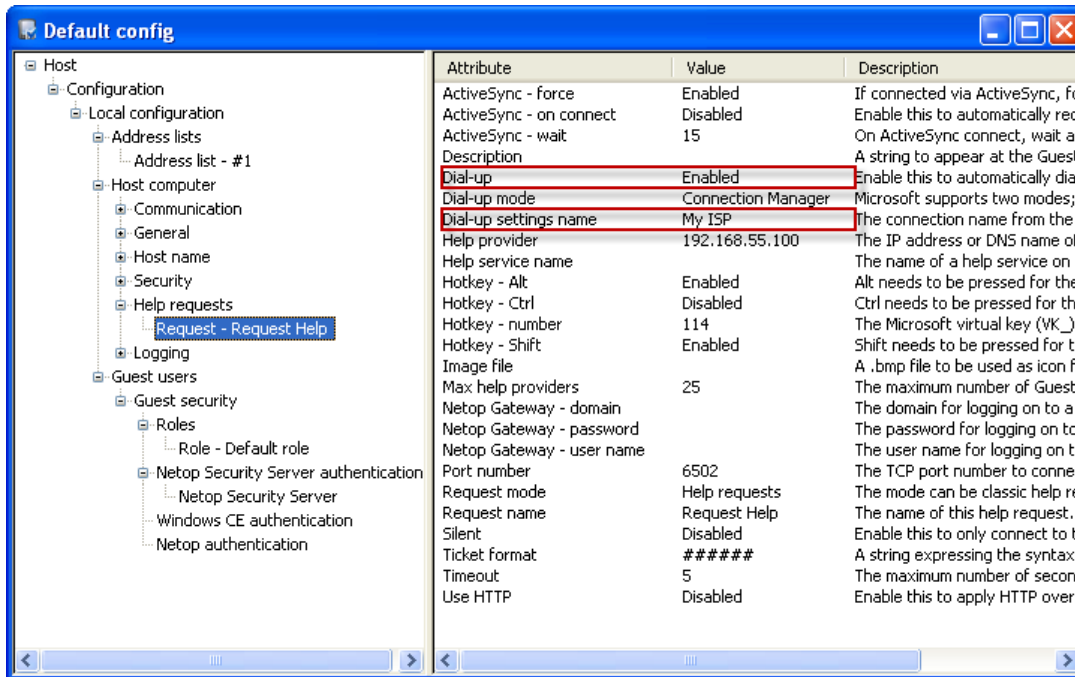 Default config
Host
Configuration
Local configuration
Address lists
Address list - #1
Host computer
Communication
General
Host name
Security
Help requests
Request - Request Help
Logging
Guest users
Guest security
Roles
Role - Default role
Netop Security Server authentication
Netop Security Server
Windows CE authentication
Netop authentication
Attribute Value Description
ActiveSync - force Enabled If connected via ActiveSync,
ActiveSync - on connect Disabled Enable this to automatically
ActiveSync - wait 15 On ActiveSync connect, wait a
Description A string to appear at the Guest
Dial-up Enabled Enable this to automatically dia
Dial-up mode Connection Manager Microsoft supports two modes;
Dial-up settings name My ISP The connection name from the
Help provider 192.168.55.100 The IP address or DNS name of
Help service name The name of a help service on
Hotkey - Alt Enabled Alt needs to be pressed for the
Hotkey - Ctrl Disabled Ctrl needs to be pressed for th
Hotkey - number 114 The Microsoft virtual key (VK_)
Hotkey - Shift Enabled Shift needs to be pressed for t
Image file A .bmp file to be used as icon f
Max help providers 25 The maximum number of Guest
Netop Gateway - domain The domain for logging on to a
Netop Gateway - password The password for logging on to
Netop Gateway - user name The user name for logging on t
Port number 6502 The TCP port number to conne
Request mode Help requests The mode can be classic help re
Request name Request Help The name of this help request.
Silent Disabled Enable this to only connect to t
Ticket format ###### A string expressing the syntax
Timeout 5 The maximum number of secon
Use HTTP Disabled Enable this to apply HTTP over